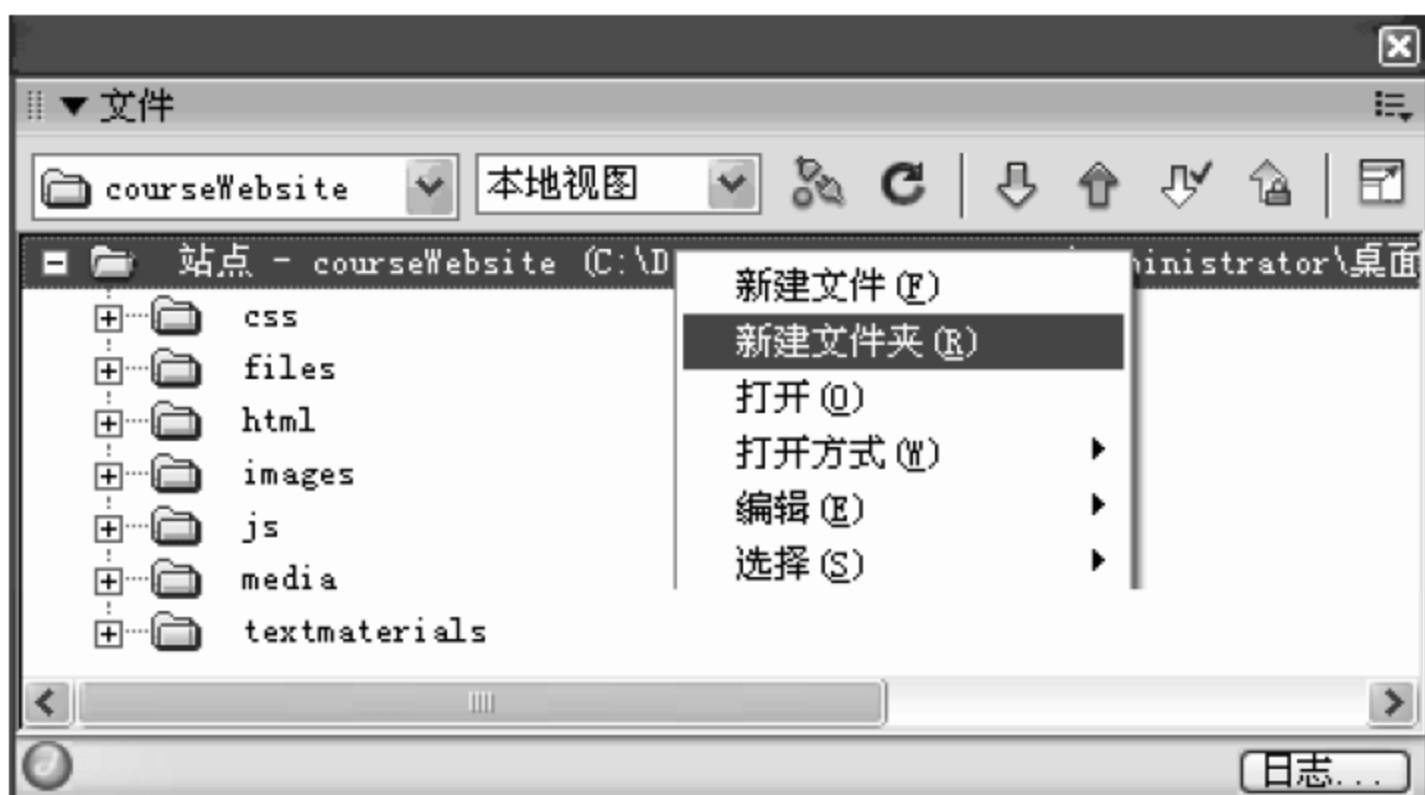 文件
courseWebsite 本地视图
站点 - courseWebsite (C:\D inistrator\桌面
新建文件(F)
新建文件夹(R)
打开(O)
打开方式(W)
编辑(E)
选择(S)
css
files
html
images
js
media
textmaterials
日志...